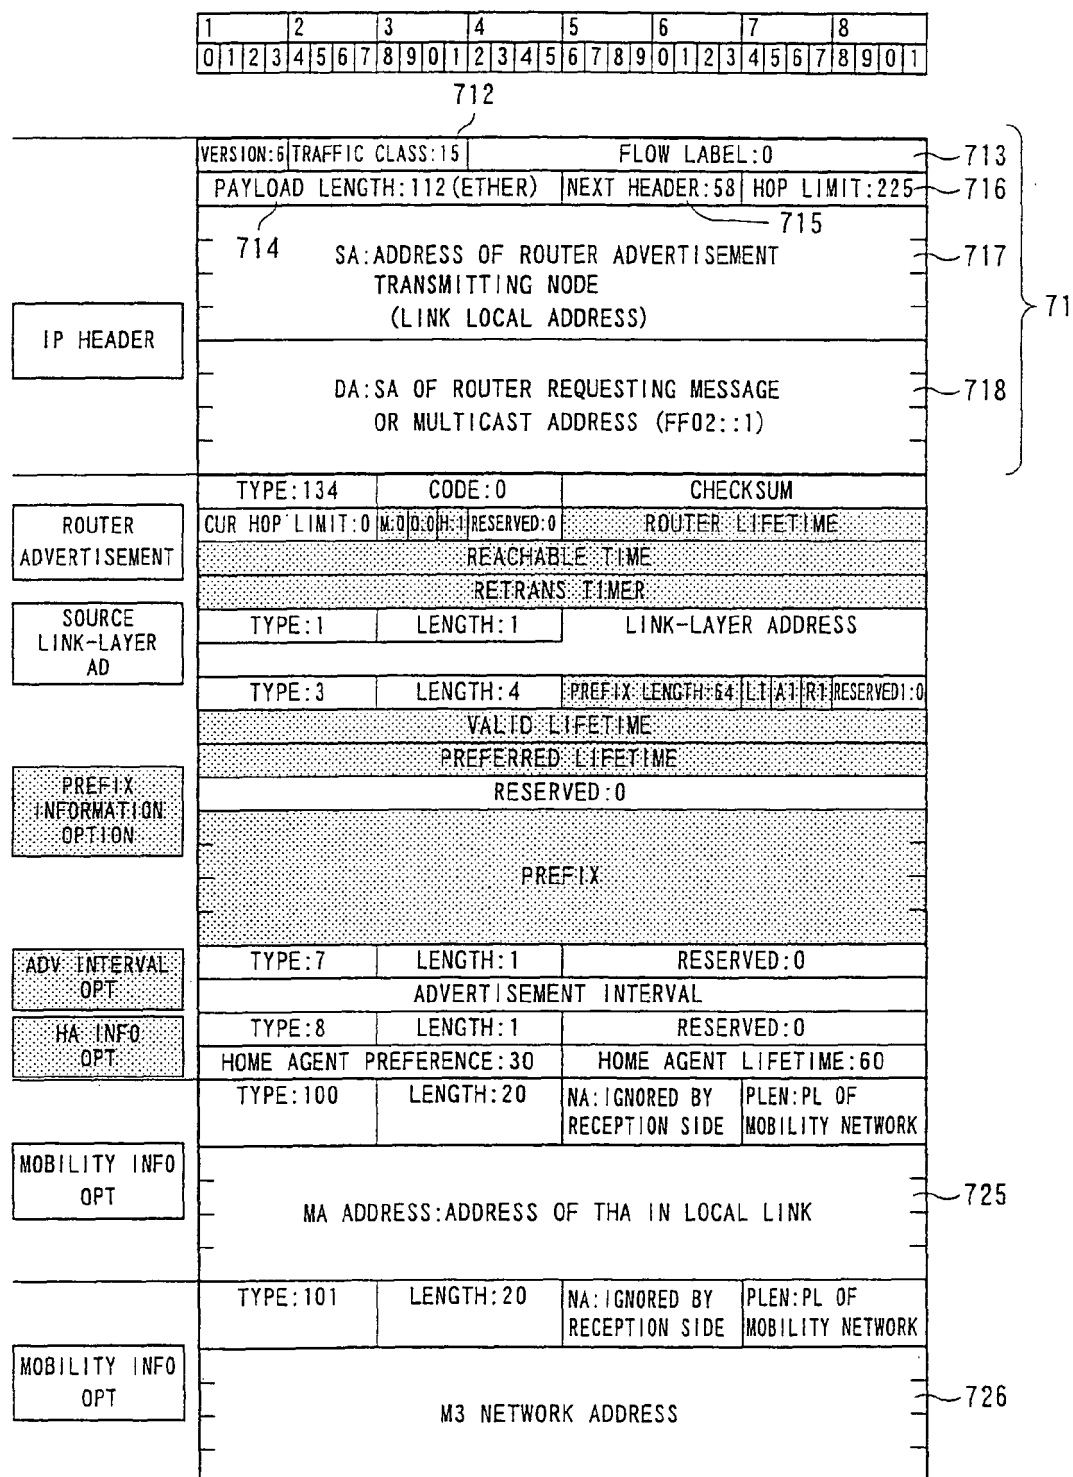 1 2 3 4 5 6 7 8
0 1 2 3 4 5 6 7 8 9 0 1 2 3 4 5 6 7 8 9 0 1 2 3 4 5 6 7 8 9 0 1
712
VERSION:6 TRAFFIC CLASS:15 FLOW LABEL:0 713
PAYLOAD LENGTH:112(ETHER) NEXT HEADER:58 HOP LIMIT:225 716
714 715
SA:ADDRESS OF ROUTER ADVERTISEMENT 717
TRANSMITTING NODE
(LINK LOCAL ADDRESS)
71
IP HEADER
DA:SA OF ROUTER REQUESTING MESSAGE 718
OR MULTICAST ADDRESS (FF02::1)
TYPE:134 CODE:0 CHECKSUM
ROUTER
ADVERTISEMENT
CUR HOP LIMIT:0 M:0 O:0 H:1 RESERVED:0 ROUTER LIFETIME
REACHABLE TIME
RETRANS TIMER
SOURCE
LINK-LAYER
AD
TYPE:1 LENGTH:1 LINK-LAYER ADDRESS
TYPE:3 LENGTH:4 PREFIX LENGTH:64 L1 A1 R1 RESERVED1:0
VALID LIFETIME
PREFERRED LIFETIME
RESERVED:0
PREFIX
INFORMATION
OPTION
PREFIX
ADV INTERVAL
OPT
TYPE:7 LENGTH:1 RESERVED:0
ADVERTISEMENT INTERVAL
HA INFO
OPT
TYPE:8 LENGTH:1 RESERVED:0
HOME AGENT PREFERENCE:30 HOME AGENT LIFETIME:60
TYPE:100 LENGTH:20 NA:IGNORED BY PLEN:PL OF
RECEPTION SIDE MOBILITY NETWORK
MOBILITY INFO
OPT
MA ADDRESS:ADDRESS OF THA IN LOCAL LINK 725
TYPE:101 LENGTH:20 NA:IGNORED BY PLEN:PL OF
RECEPTION SIDE MOBILITY NETWORK
MOBILITY INFO
OPT
M3 NETWORK ADDRESS 726